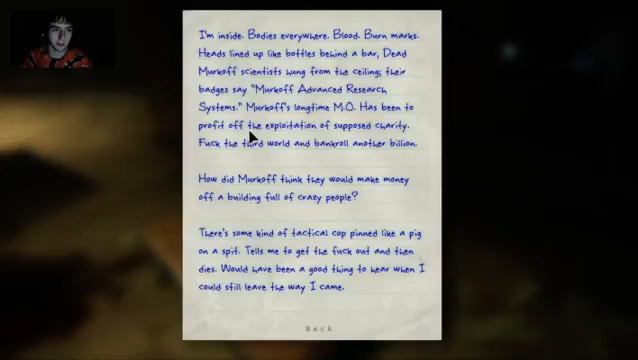 I'm inside. Bodies everywhere. Blood. Burn marks.
Heads lined up like bottles behind a bar, Dead
Murkoff scientists hung from the ceiling; their
badges say "Murkoff Advanced Research
Systems." Murkoff's longtime M.O. Has been to
profit off the exploitation of supposed charity.
Fuck the third world and bankroll another billion.
How did Murkoff think they would make money
off a building full of crazy people?
There's some kind of tactical cop pinned like a pig
on a spit. Tells me to get the fuck out and then
dies. Would have been a good thing to hear when I
could still leave the way I came.
Back